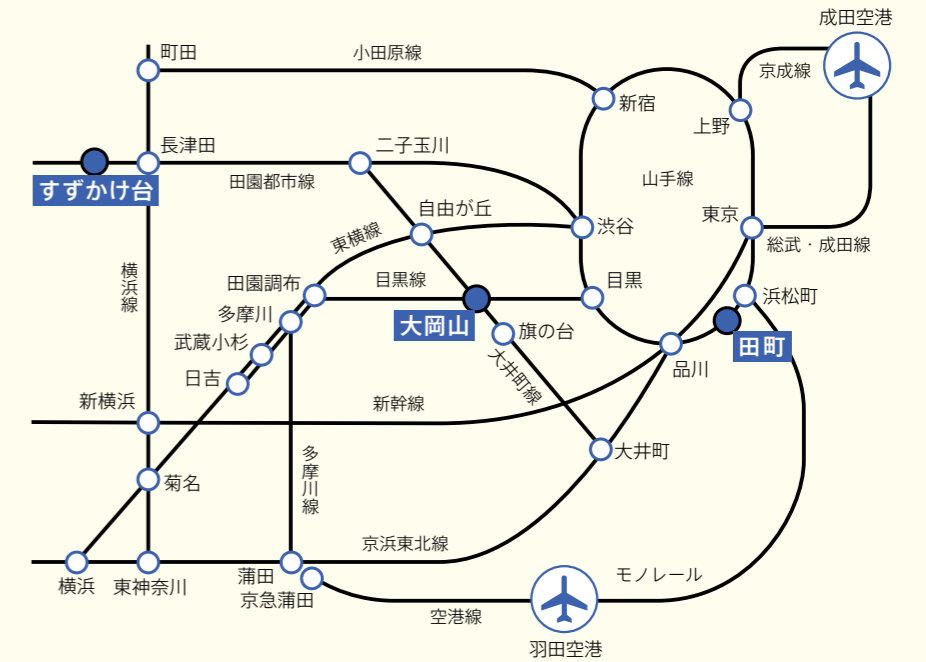 成田空港
町田
小田原線
京成線
新宿
上野
長津田
二子玉川
すずかけ台
田園都市線
山手線
自由が丘
東京
渋谷
東横線
総武・成田線
横浜線
田園調布
目黒線
目黒
浜松町
多摩川
大岡山
旗の台
田町
武蔵小杉
大井町線
品川
日吉
新横浜
新幹線
大井町
多摩川線
菊名
京浜東北線
横浜
東神奈川
蒲田
京急蒲田
モノレール
空港線
羽田空港